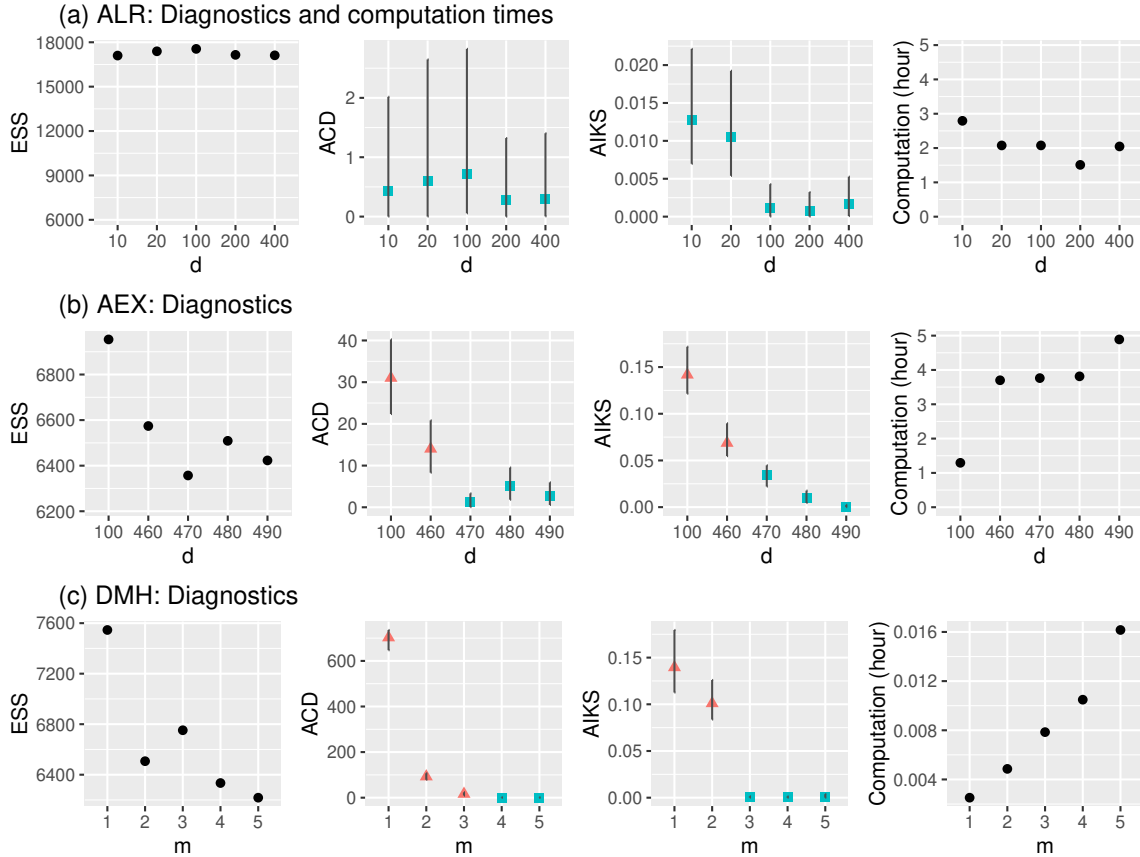 (a) ALR: Diagnostics and computation times
ESS
18000
15000
12000
9000
6000
10 20 100 200 400
d
ACD
2
1
0
10 20 100 200 400
d
AIKS
0.020
0.015
0.010
0.005
0.000
10 20 100 200 400
d
Computation (hour)
5
4
3
2
1
0
10 20 100 200 400
d
(b) AEX: Diagnostics
ESS
6800
6600
6400
6200
100 460 470 480 490
d
ACD
40
30
20
10
0
100 460 470 480 490
d
AIKS
0.15
0.10
0.05
0.00
100 460 470 480 490
d
Computation (hour)
5
4
3
2
1
0
100 460 470 480 490
d
(c) DMH: Diagnostics
ESS
7600
7200
6800
6400
1 2 3 4 5
m
ACD
600
400
200
0
1 2 3 4 5
m
AIKS
0.15
0.10
0.05
0.00
1 2 3 4 5
m
Computation (hour)
0.016
0.012
0.008
0.004
1 2 3 4 5
m